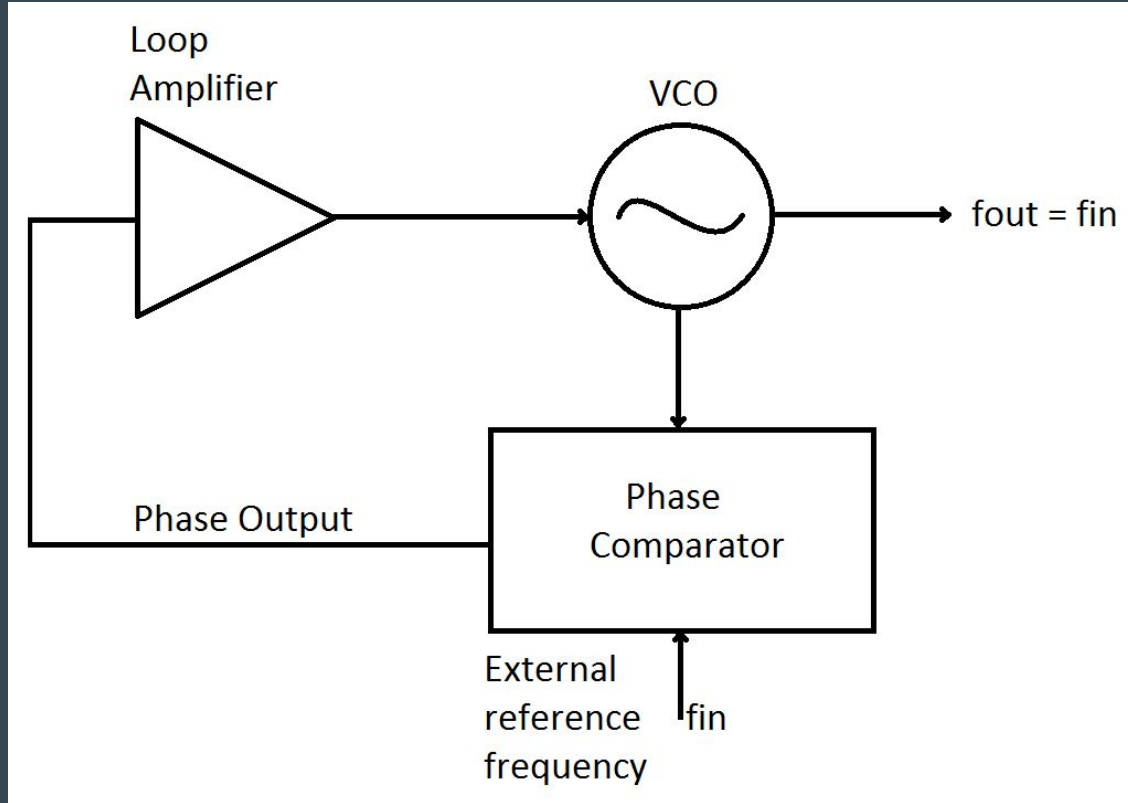 Loop
Amplifier
VCO
fout = fin
Phase Output
Phase
Comparator
External
reference
frequency
fin